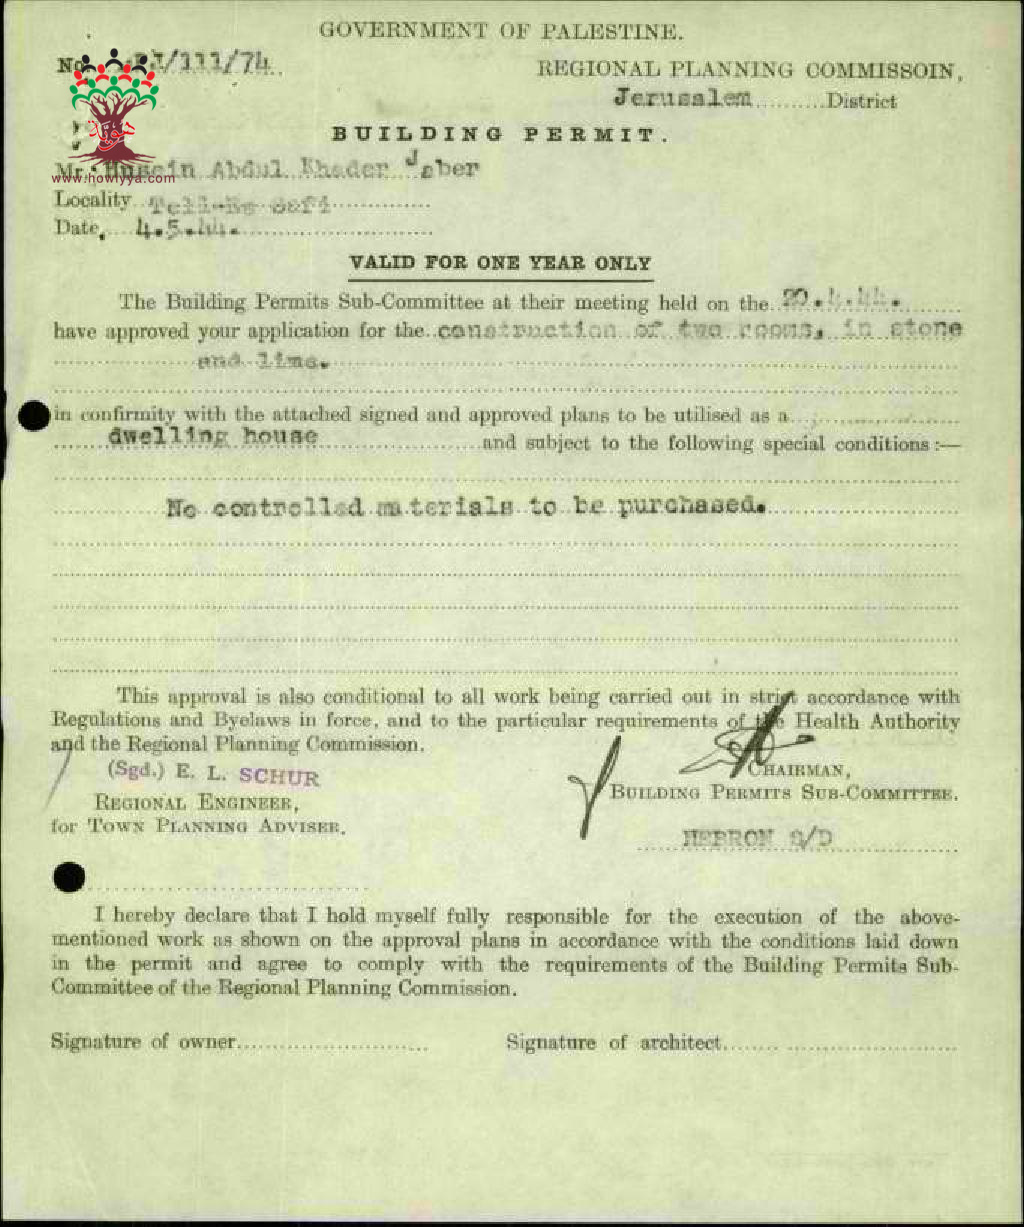 GOVERNMENT OF PALESTINE.
No. /111/74.
REGIONAL PLANNING COMMISSOIN,
Jerusalem..........District
BUILDING PERMIT.
Mr. Husein Abdul Khader Jaber
www.howiyya.com
هوية
Locality Tell-Es Safi
Date, 4.5.44.
VALID FOR ONE YEAR ONLY
The Building Permits Sub-Committee at their meeting held on the 20.4.44.
have approved your application for the construction of two rooms, in stone
and lime.
in confirmity with the attached signed and approved plans to be utilised as a
dwelling house and subject to the following special conditions :—
No controlled materials to be purchased.
This approval is also conditional to all work being carried out in strict accordance with
Regulations and Byelaws in force, and to the particular requirements of the Health Authority
and the Regional Planning Commission.
(Sgd.) E. L. SCHUR
REGIONAL ENGINEER,
for TOWN PLANNING ADVISER.
CHAIRMAN,
BUILDING PERMITS SUB-COMMITTEE.
HEBRON S/D
I hereby declare that I hold myself fully responsible for the execution of the above-
mentioned work as shown on the approval plans in accordance with the conditions laid down
in the permit and agree to comply with the requirements of the Building Permits Sub-
Committee of the Regional Planning Commission.
Signature of owner..........................
Signature of architect..............................